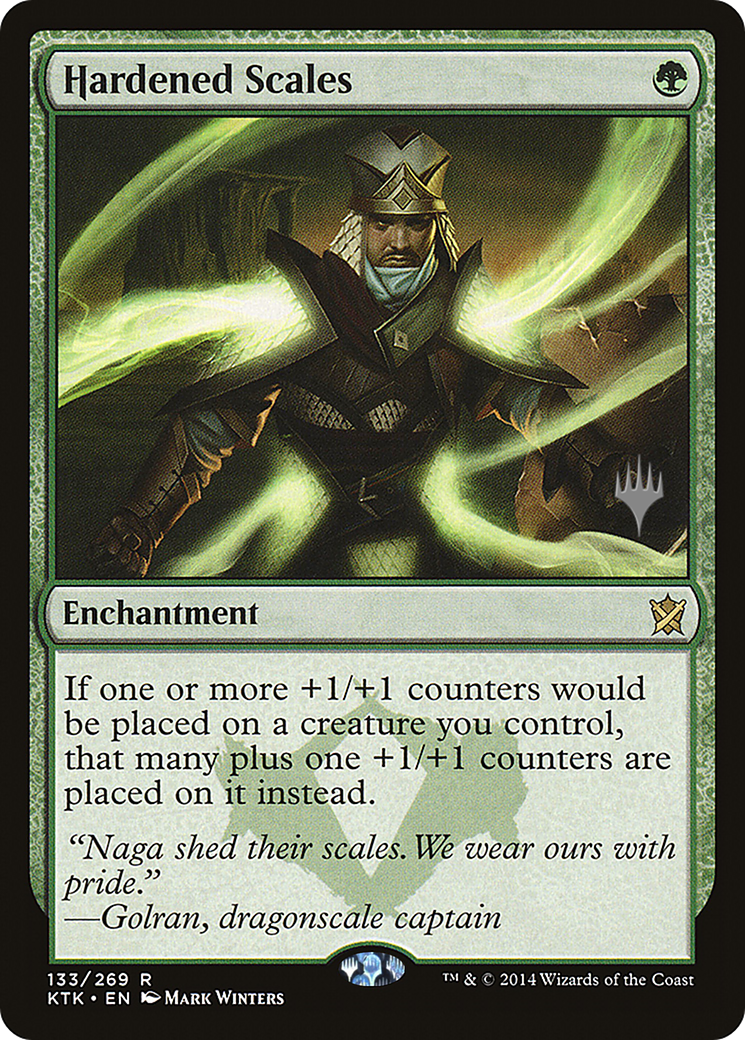 Hardened Scales
Enchantment
If one or more +1/+1 counters would
be placed on a creature you control,
that many plus one +1/+1 counters are
placed on it instead.
“Naga shed their scales. We wear ours with
pride.”
—Golran, dragonscale captain
133/269 R
™ & © 2014 Wizards of the Coast
KTK • EN Mark Winters